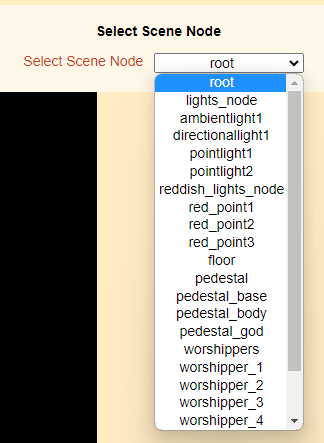 Select Scene Node
Select Scene Node root
root
lights_node
ambientlight1
directionallight1
pointlight1
pointlight2
reddish_lights_node
red_point1
red_point2
red_point3
floor
pedestal
pedestal_base
pedestal_body
pedestal_god
worshippers
worshipper_1
worshipper_2
worshipper_3
worshipper_4